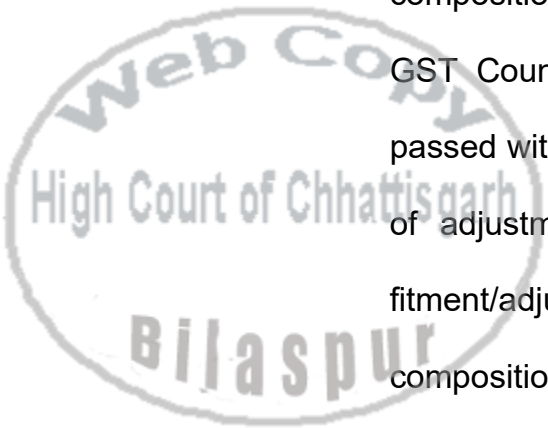 compositio
GST Coun
passed wit
of adjustm
fitment/adju
compositio
Web Copy
High Court of Chhattisgarh
Bilaspur